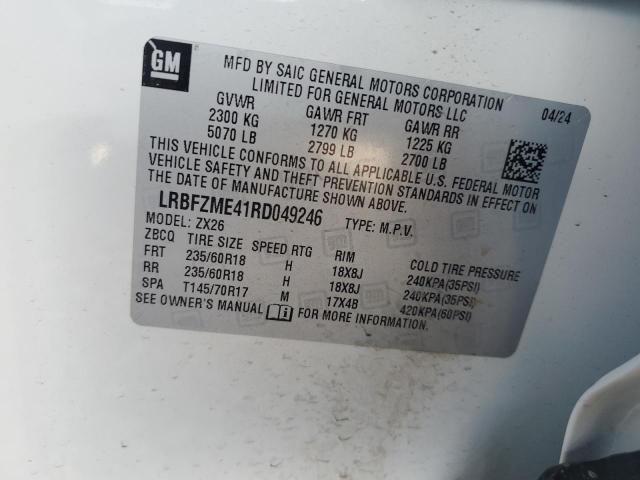 GM
MFD BY SAIC GENERAL MOTORS CORPORATION
LIMITED FOR GENERAL MOTORS LLC
04/24
GVWR GAWR FRT GAWR RR
2300 KG 1270 KG 1225 KG
5070 LB 2799 LB 2700 LB
THIS VEHICLE CONFORMS TO ALL APPLICABLE U.S. FEDERAL MOTOR
VEHICLE SAFETY AND THEFT PREVENTION STANDARDS IN EFFECT ON
THE DATE OF MANUFACTURE SHOWN ABOVE.
LRBFZME41RD049246
MODEL: ZX26 TYPE: M.P.V.
ZBCQ TIRE SIZE SPEED RTG RIM COLD TIRE PRESSURE
FRT 235/60R18 H 18X8J 240KPA(35PSI)
RR 235/60R18 H 18X8J 240KPA(35PSI)
SPA T145/70R17 M 17X4B 420KPA(60PSI)
SEE OWNER'S MANUAL FOR MORE INFORMATION.